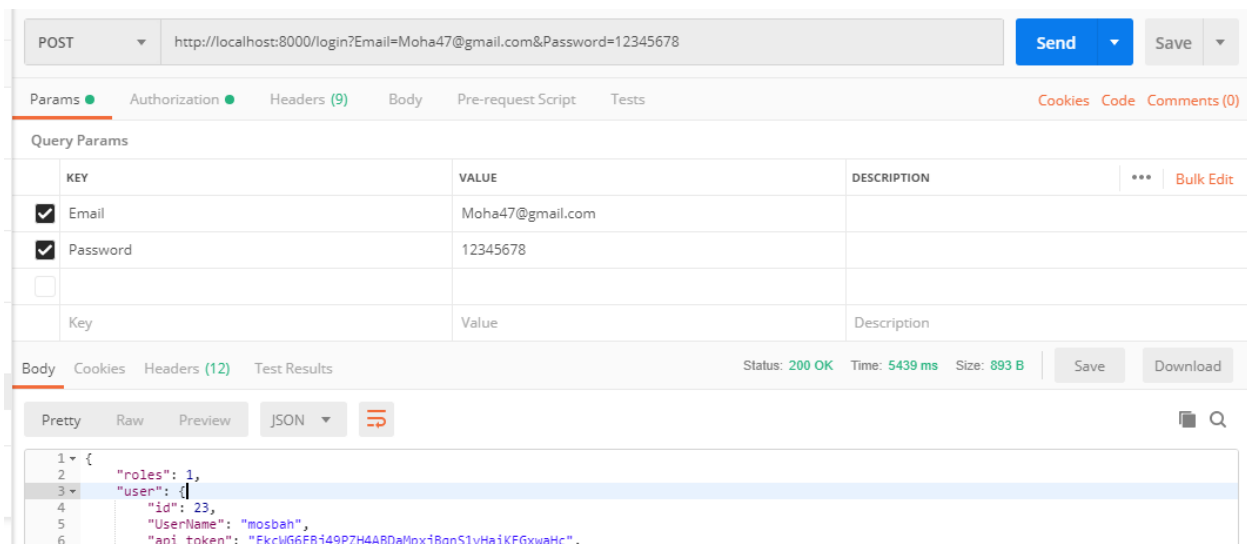 POST http://localhost:8000/login?Email=Moha47@gmail.com&Password=12345678 Send Save
Params Authorization Headers (9) Body Pre-request Script Tests Cookies Code Comments (0)
Query Params
KEY VALUE DESCRIPTION ••• Bulk Edit
Email Moha47@gmail.com
Password 12345678
Key Value Description
Body Cookies Headers (12) Test Results Status: 200 OK Time: 5439 ms Size: 893 B Save Download
Pretty Raw Preview JSON
1 {
2 "roles": 1,
3 "user": {
4 "id": 23,
5 "UserName": "mosbah",
6 "api_token":